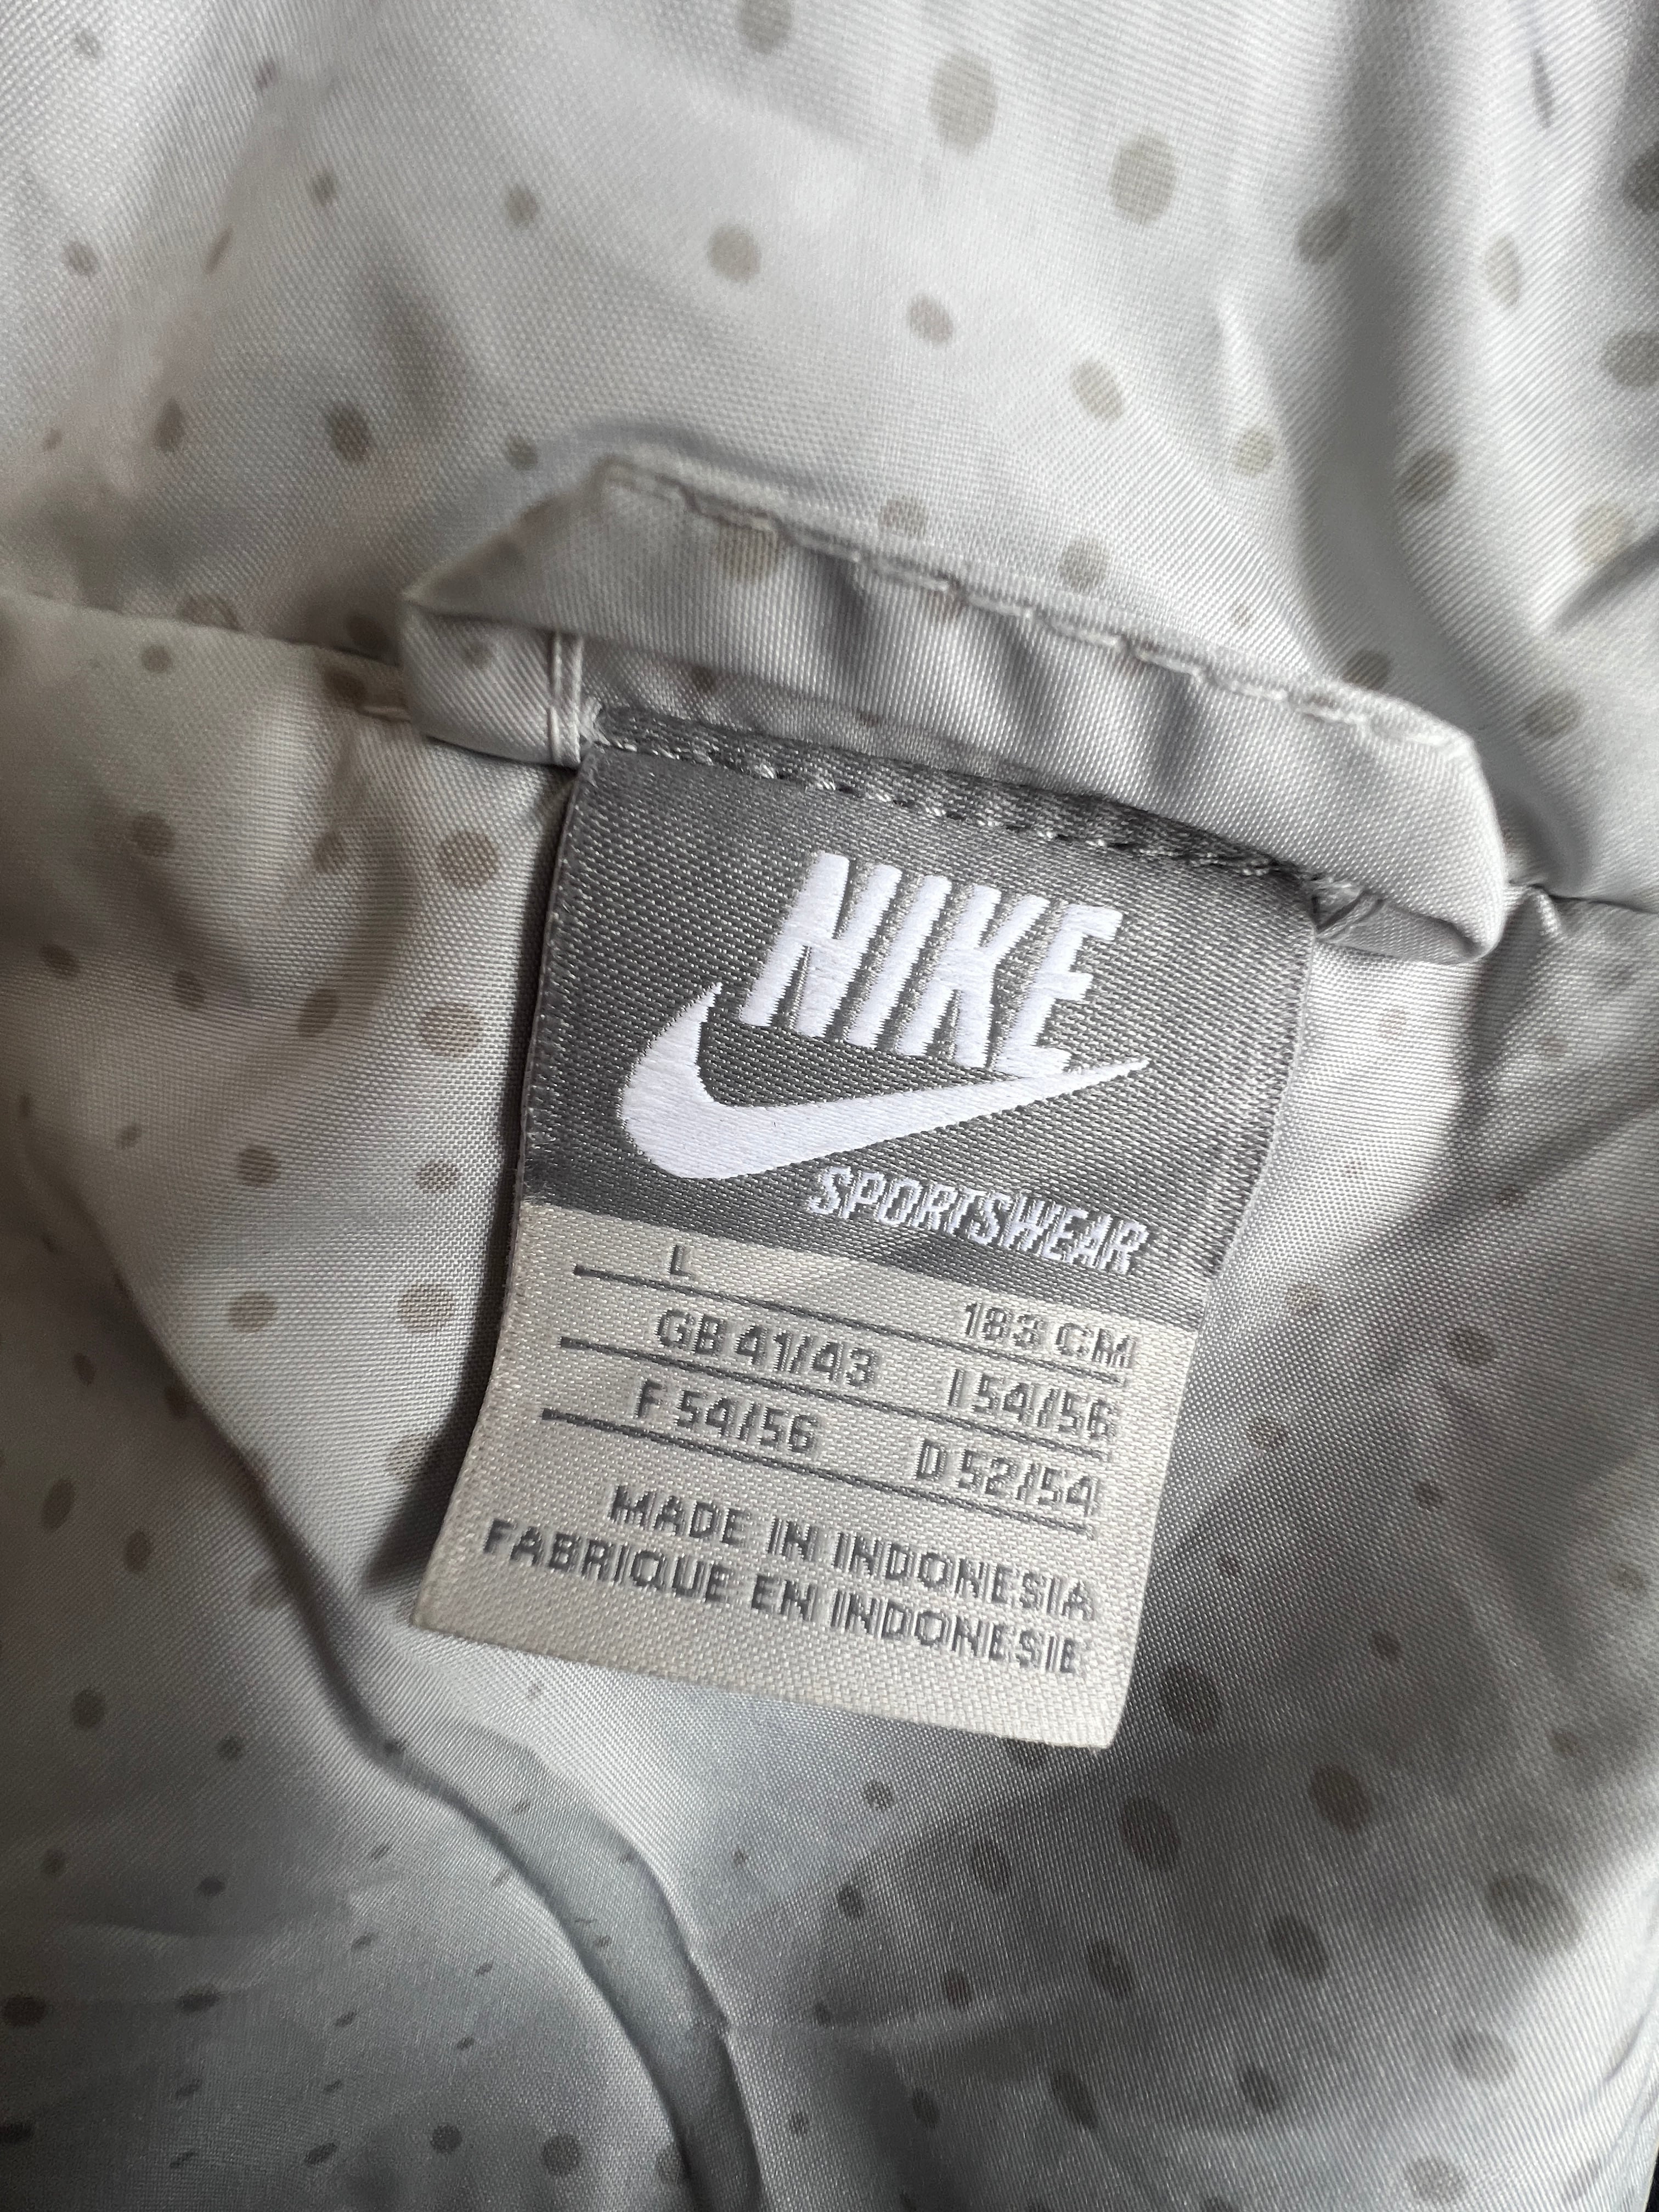 NIKE
SPORTSWEAR
L 183 CM
GB 41/43 I 54/56
F 54/56 D 52/54
MADE IN INDONESIA
FABRIQUE EN INDONESIE